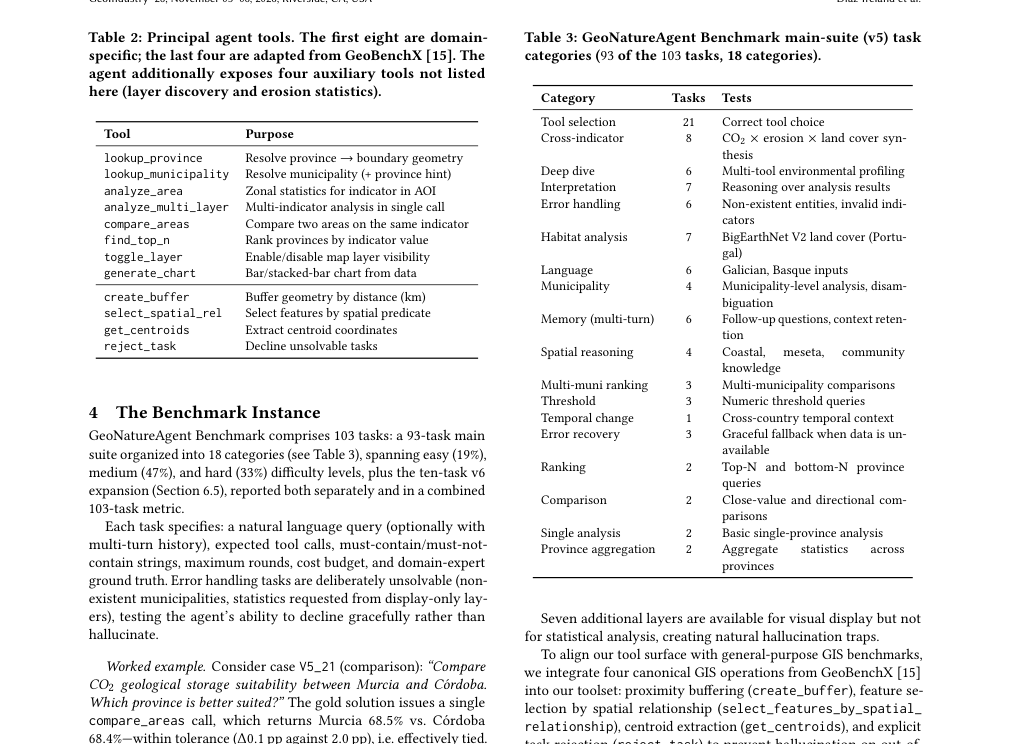 Table 2: Principal agent tools. The first eight are domain-
specific; the last four are adapted from GeoBenchX [15]. The
agent additionally exposes four auxiliary tools not listed
here (layer discovery and erosion statistics).
Tool Purpose
lookup_province Resolve province → boundary geometry
lookup_municipality Resolve municipality (+ province hint)
analyze_area Zonal statistics for indicator in AOI
analyze_multi_layer Multi-indicator analysis in single call
compare_areas Compare two areas on the same indicator
find_top_n Rank provinces by indicator value
toggle_layer Enable/disable map layer visibility
generate_chart Bar/stacked-bar chart from data
create_buffer Buffer geometry by distance (km)
select_spatial_rel Select features by spatial predicate
get_centroids Extract centroid coordinates
reject_task Decline unsolvable tasks
4 The Benchmark Instance
GeoNatureAgent Benchmark comprises 103 tasks: a 93-task main
suite organized into 18 categories (see Table 3), spanning easy (19%),
medium (47%), and hard (33%) difficulty levels, plus the ten-task v6
expansion (Section 6.5), reported both separately and in a combined
103-task metric.
Each task specifies: a natural language query (optionally with
multi-turn history), expected tool calls, must-contain/must-not-
contain strings, maximum rounds, cost budget, and domain-expert
ground truth. Error handling tasks are deliberately unsolvable (non-
existent municipalities, statistics requested from display-only lay-
ers), testing the agent's ability to decline gracefully rather than
hallucinate.
Worked example. Consider case V5_21 (comparison): “Compare
CO₂ geological storage suitability between Murcia and Córdoba.
Which province is better suited?” The gold solution issues a single
compare_areas call, which returns Murcia 68.5% vs. Córdoba
68.4%—within tolerance (Δ0.1 pp against 2.0 pp), i.e. effectively tied.
Table 3: GeoNatureAgent Benchmark main-suite (v5) task
categories (93 of the 103 tasks, 18 categories).
Category Tasks Tests
Tool selection 21 Correct tool choice
Cross-indicator 8 CO₂ × erosion × land cover syn-
thesis
Deep dive 6 Multi-tool environmental profiling
Interpretation 7 Reasoning over analysis results
Error handling 6 Non-existent entities, invalid indi-
cators
Habitat analysis 7 BigEarthNet V2 land cover (Portu-
gal)
Language 6 Galician, Basque inputs
Municipality 4 Municipality-level analysis, disam-
biguation
Memory (multi-turn) 6 Follow-up questions, context reten-
tion
Spatial reasoning 4 Coastal, meseta, community
knowledge
Multi-muni ranking 3 Multi-municipality comparisons
Threshold 3 Numeric threshold queries
Temporal change 1 Cross-country temporal context
Error recovery 3 Graceful fallback when data is un-
available
Ranking 2 Top-N and bottom-N province
queries
Comparison 2 Close-value and directional com-
parisons
Single analysis 2 Basic single-province analysis
Province aggregation 2 Aggregate statistics across
provinces
Seven additional layers are available for visual display but not
for statistical analysis, creating natural hallucination traps.
To align our tool surface with general-purpose GIS benchmarks,
we integrate four canonical GIS operations from GeoBenchX [15]
into our toolset: proximity buffering (create_buffer), feature se-
lection by spatial relationship (select_features_by_spatial_
relationship), centroid extraction (get_centroids), and explicit